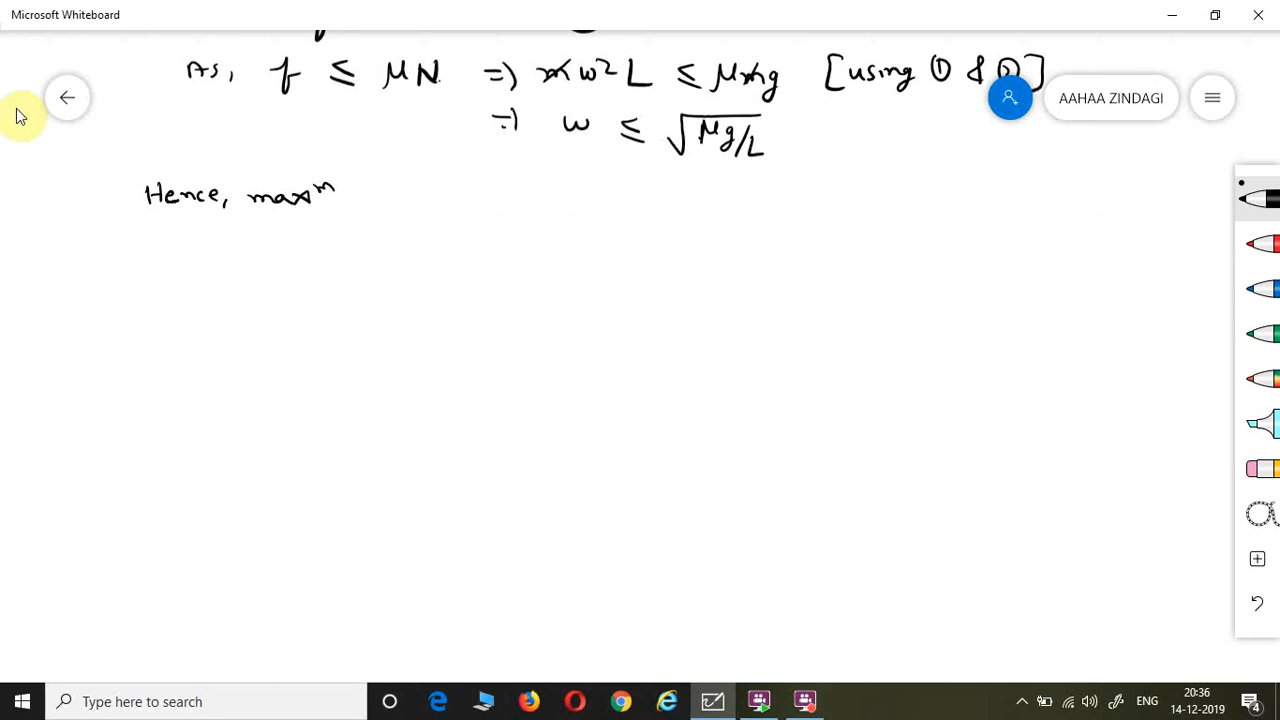 Microsoft Whiteboard
As, f ≤ μN ⇒ mω²L ≤ μmg [using ① & ②]
AAHAA ZINDAGI
⇒ ω ≤ √μg/L
Hence, maxᵐ
Type here to search
ENG
20:36
14-12-2019
4